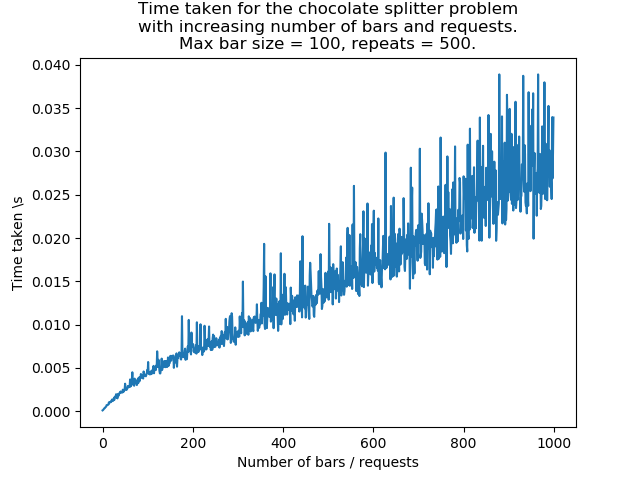 Time taken for the chocolate splitter problem
with increasing number of bars and requests.
Max bar size = 100, repeats = 500.
0.040
0.035
0.030
0.025
0.020
0.015
0.010
0.005
0.000
Time taken \s
0 200 400 600 800 1000
Number of bars / requests